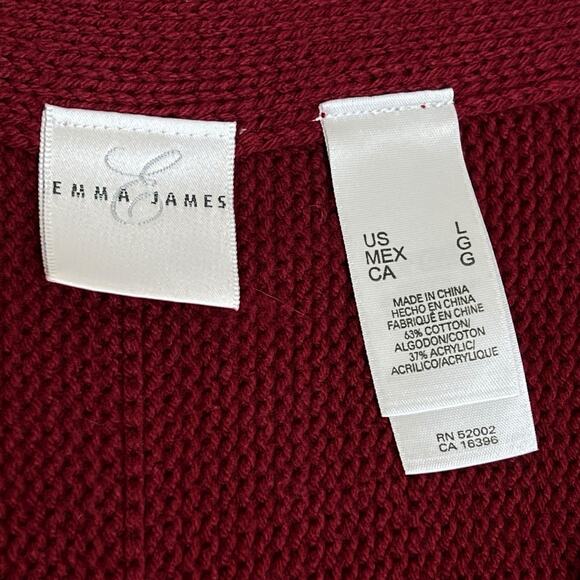 E
EMMA JAMES
US L
MEX G
CA G
MADE IN CHINA
HECHO EN CHINA
FABRIQUÉ EN CHINE
63% COTTON/
ALGODON/COTON
37% ACRYLIC/
ACRILICO/ACRYLIQUE
RN 52002
CA 16396